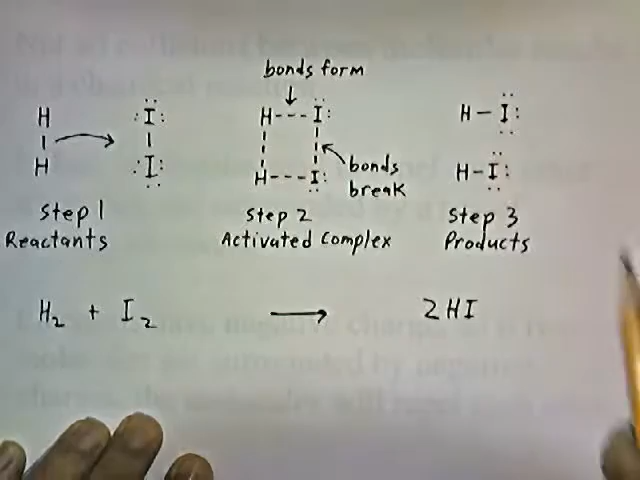 bonds form
H :I: H---I: H-I:
H :I: H---I: H-I:
bonds
break
Step 1 Step 2 Step 3
Reactants Activated Complex Products
H₂ + I₂ → 2HI